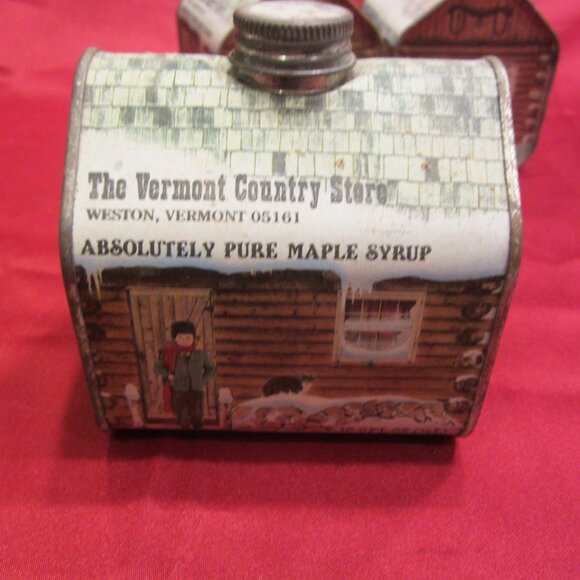 The Vermont Country Store
WESTON, VERMONT 05161
ABSOLUTELY PURE MAPLE SYRUP